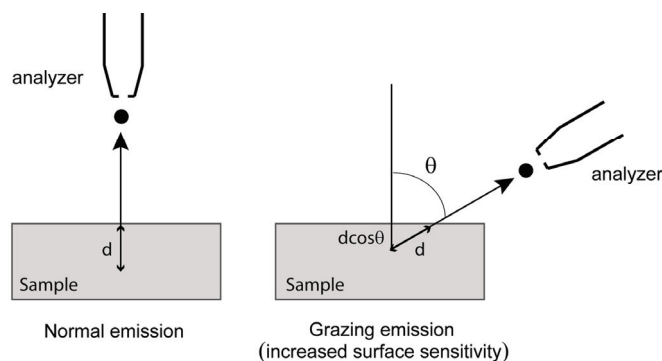 analyzer
d
Sample
Normal emission
θ
analyzer
dcosθ
d
Sample
Grazing emission
(increased surface sensitivity)